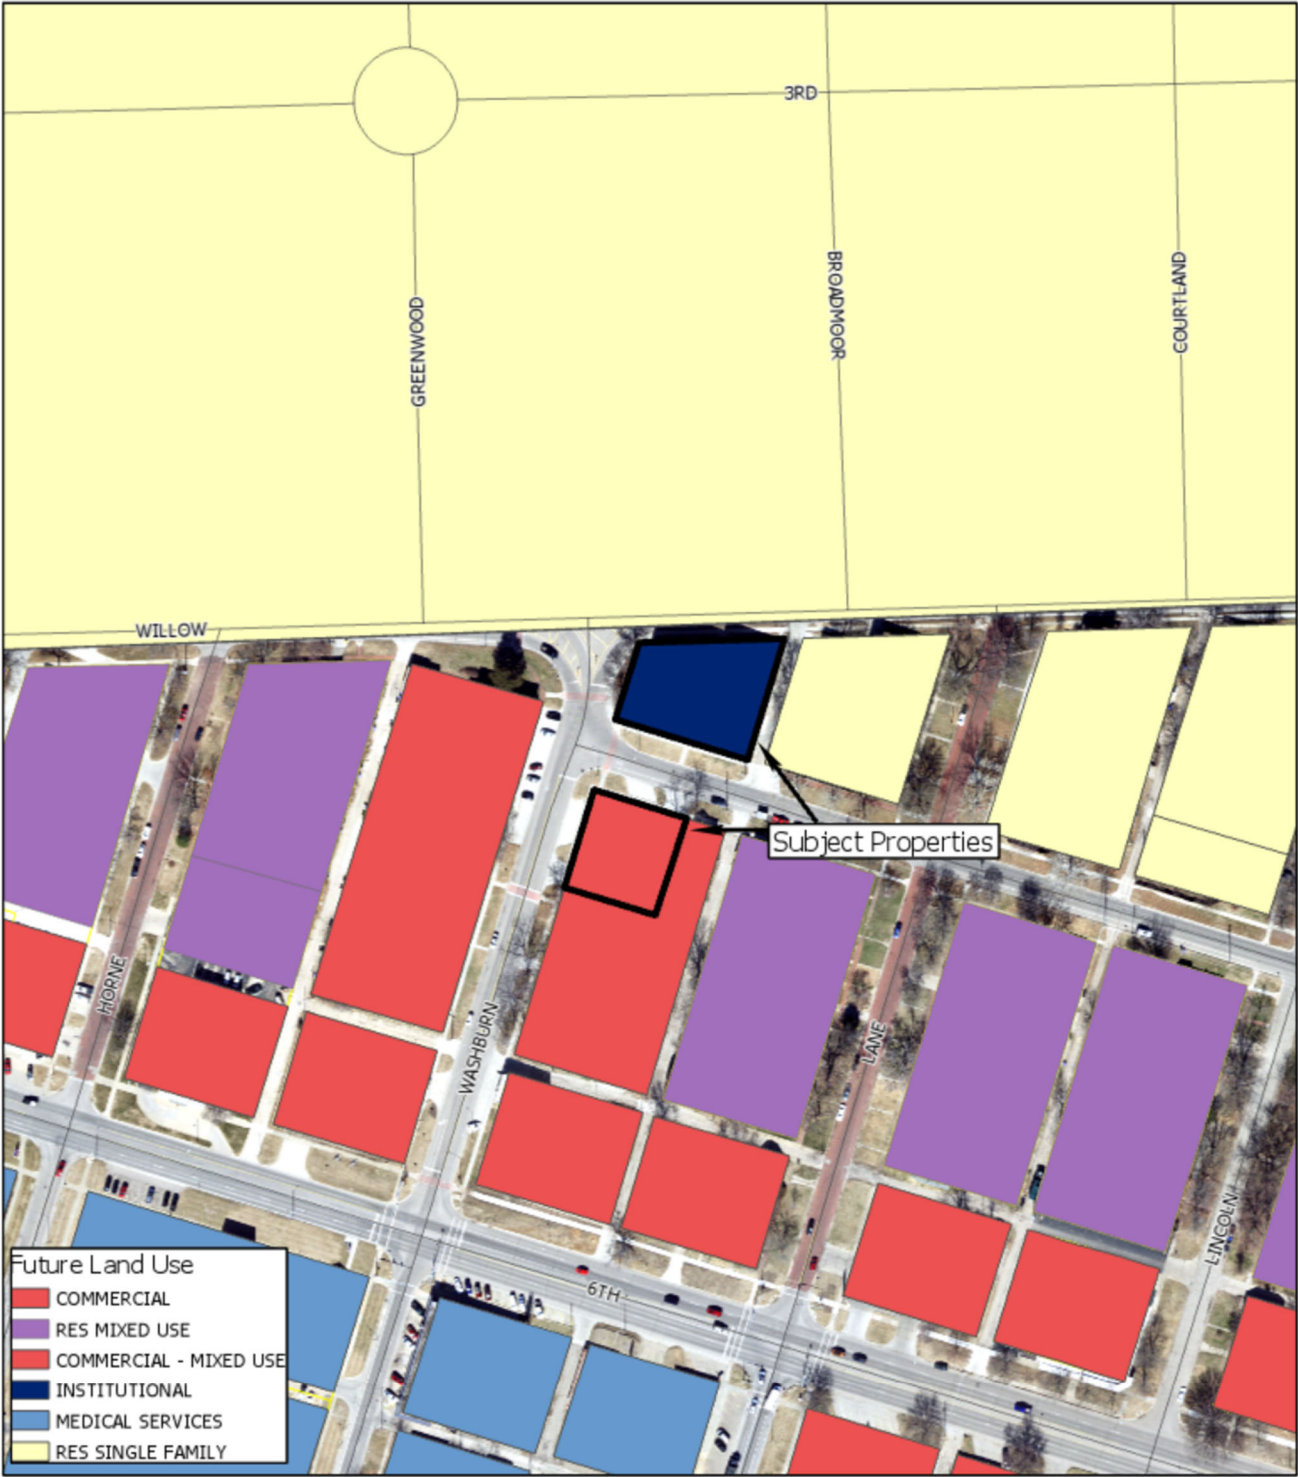 3RD
GREENWOOD
BROADMOOR
COURTLAND
WILLOW
Subject Properties
HORNE
WASHBURN
LANE
LINCOLN
6TH
Future Land Use
COMMERCIAL
RES MIXED USE
COMMERCIAL - MIXED USE
INSTITUTIONAL
MEDICAL SERVICES
RES SINGLE FAMILY